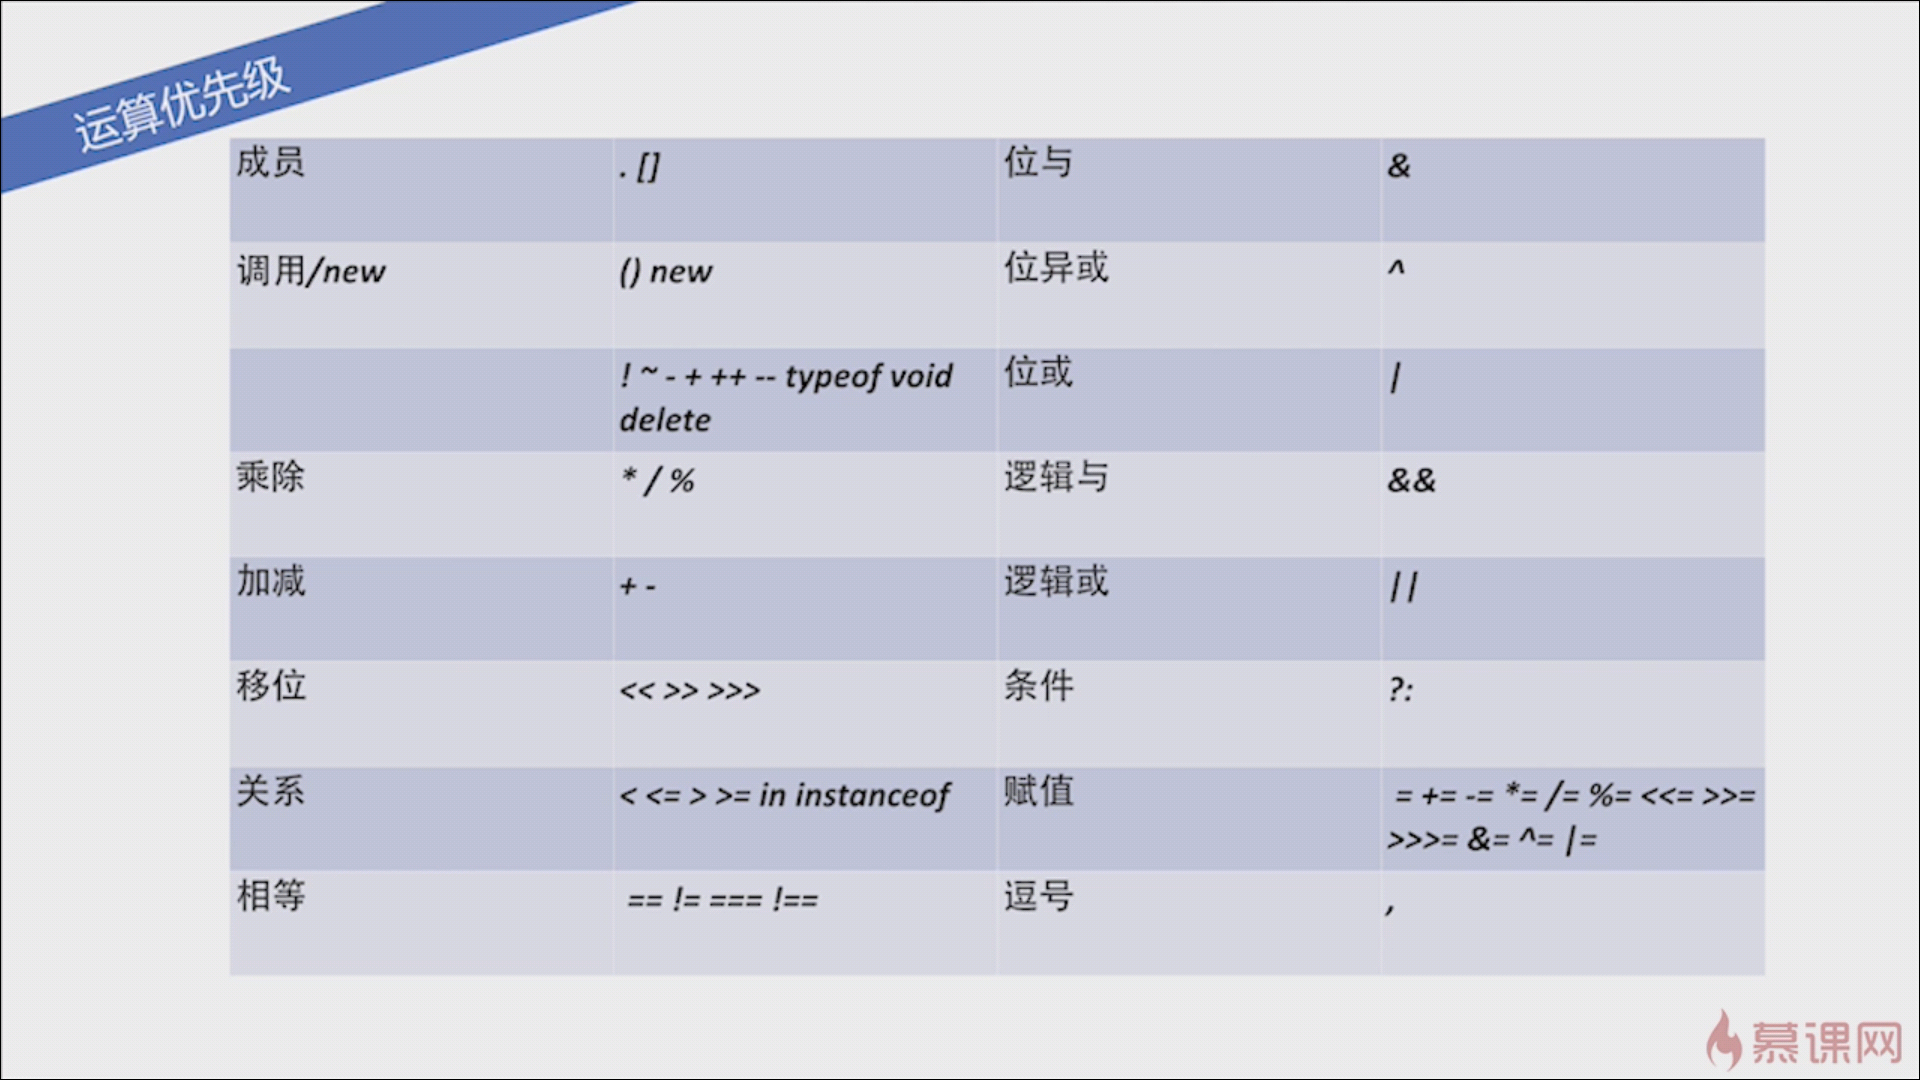 运算优先级
成员 . [] 位与 &
调用/new () new 位异或 ^
! ~ - + ++ -- typeof void 位或 |
delete
乘除 * / % 逻辑与 &&
加减 + - 逻辑或 ||
移位 << >> >>> 条件 ?:
关系 < <= > >= in instanceof 赋值 = += -= *= /= %= <<= >>=
>>>= &= ^= |=
相等 == != === !== 逗号 ,
慕课网